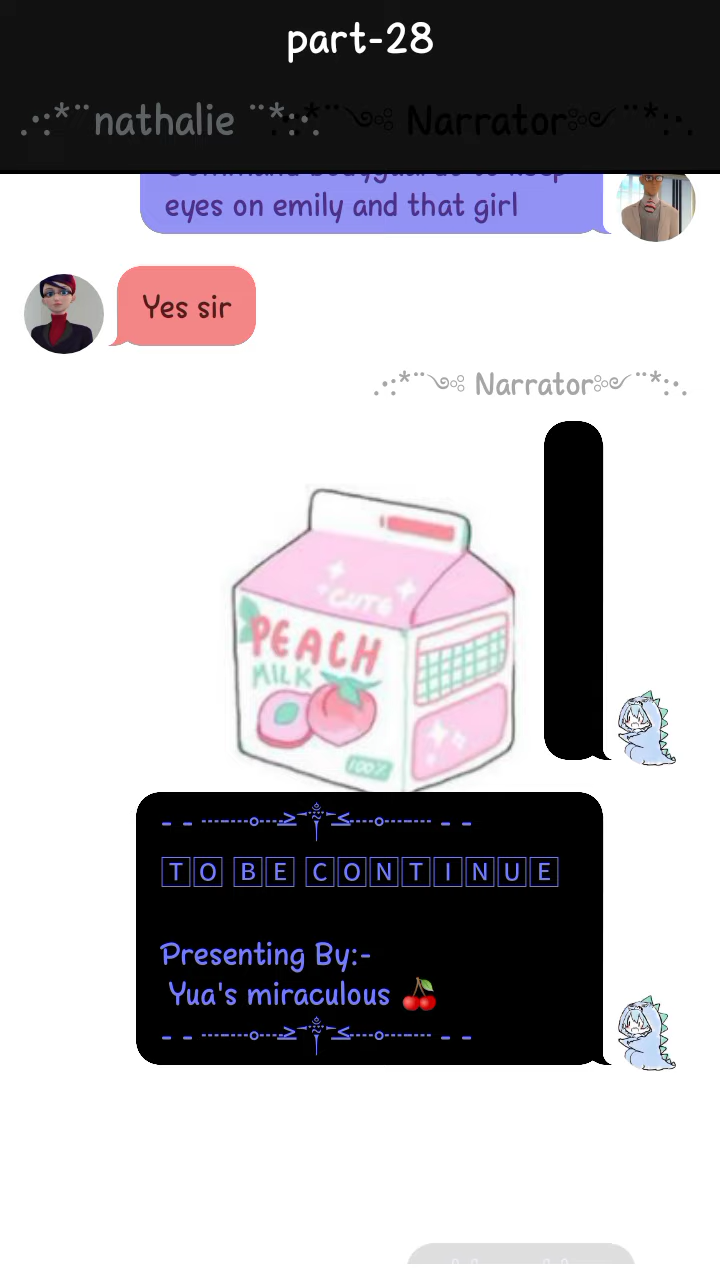 part-28
.·:*¨nathalie ¨*:·.
¨*:·.·:*¨༺ Narrator༻¨*:·.
eyes on emily and that girl
Yes sir
.·:*¨༺ Narrator༻¨*:·.
CUTE
PEACH
MILK
100%
- - ┄┄┄┄o┄┄≥༒≤┄┄o┄┄┄┄ - -
🅃🄾 🄱🄴 🄲🄾🄽🅃🄸🄽🅄🄴
Presenting By:-
Yua's miraculous 🍒
- - ┄┄┄┄o┄┄≥༒≤┄┄o┄┄┄┄ - -